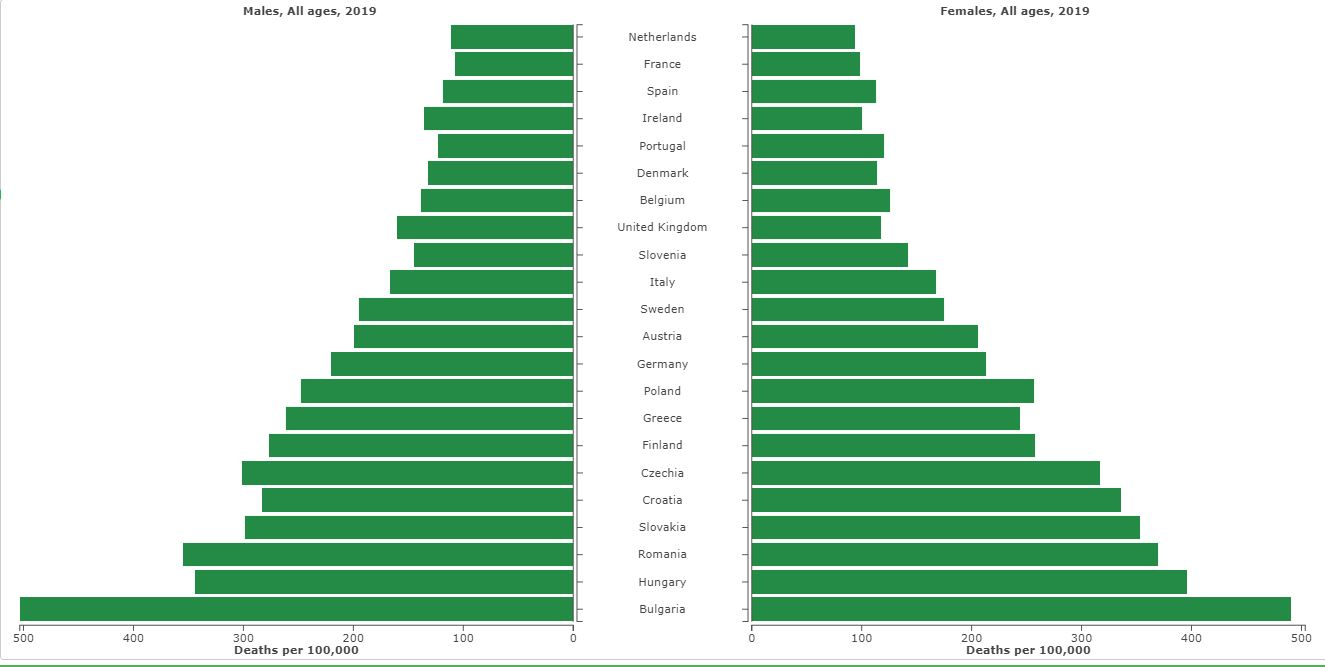 Males, All ages, 2019
Females, All ages, 2019
Netherlands
France
Spain
Ireland
Portugal
Denmark
Belgium
United Kingdom
Slovenia
Italy
Sweden
Austria
Germany
Poland
Greece
Finland
Czechia
Croatia
Slovakia
Romania
Hungary
Bulgaria
500 400 300 200 100 0
0 100 200 300 400 500
Deaths per 100,000
Deaths per 100,000